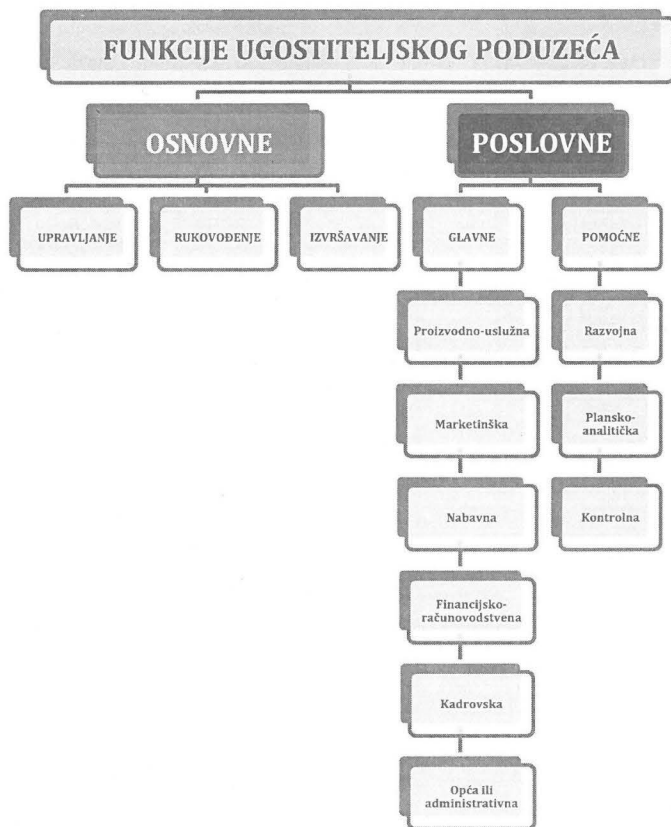 FUNKCIJE UGOSTITELJSKOG PODUZEĆA
OSNOVNE
POSLOVNE
UPRAVLJANJE
RUKOVOĐENJE
IZVRŠAVANJE
GLAVNE
POMOĆNE
Proizvodno-uslužna
Razvojna
Marketinška
Plansko-
analitička
Nabavna
Kontrolna
Financijsko-
računovodstvena
Kadrovska
Opća ili
administrativna